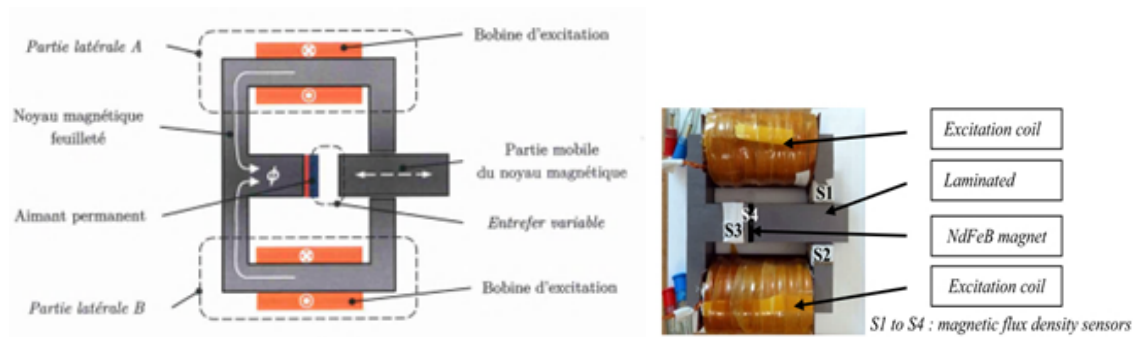 Partie latérale A
Bobine d'excitation
Noyau magnétique
feuilleté
ϕ
Partie mobile
du noyau magnétique
Aimant permanent
Entrefer variable
Partie latérale B
Bobine d'excitation
Excitation coil
S1
Laminated
S4
S3
NdFeB magnet
S2
Excitation coil
S1 to S4 : magnetic flux density sensors